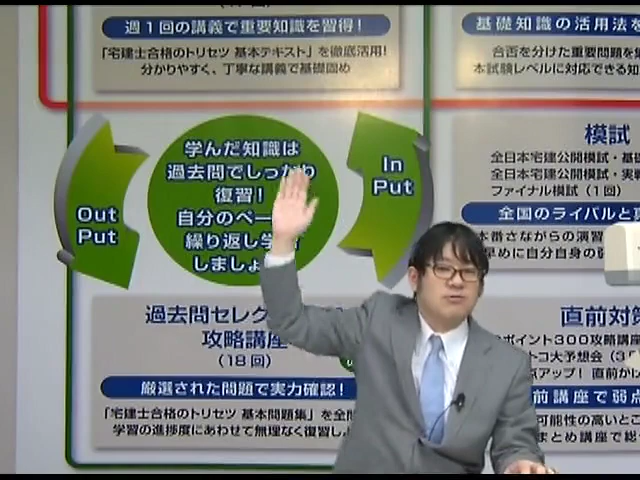 週1回の講義で重要知識を習得!
「宅建士合格のトリセツ 基本テキスト」を徹底活用!
分かりやすく、丁寧な講義で基礎固め
基礎知識の活用法を
合否を分けた重要問題を
本試験レベルに対応できる知
Out
Put
学んだ知識は
過去問でしっかり
復習!
自分のペー
繰り返し学習
しましょ
In
Put
模試
全日本宅建公開模試・基礎
全日本宅建公開模試・実戦
ファイナル模試(1回)
全国のライバルと真
本番さながらの演習
早めに自分自身の弱
過去問セレク
攻略講座
(18回)
厳選された問題で実力確認!
「宅建士合格のトリセツ 基本問題集」を全問
学習の進捗度にあわせて無理なく復習し
直前対策
ポイント300攻略講座
トコ大予想会(3
点アップ! 直前か
前講座で弱点
可能性の高いとこ
まとめ講座で総